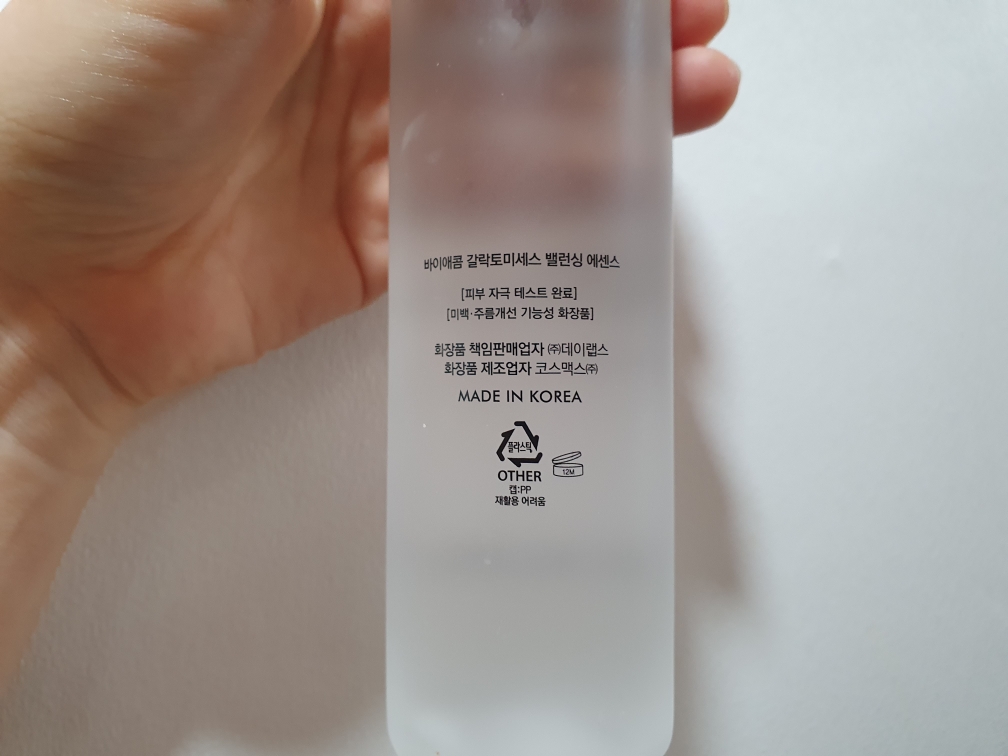 바이애콤 갈락토미세스 밸런싱 에센스
[피부 자극 테스트 완료]
[미백·주름개선 기능성 화장품]
화장품 책임판매업자 ㈜데이랩스
화장품 제조업자 코스맥스㈜
MADE IN KOREA
플라스틱
OTHER
12M
캡:PP
재활용 어려움